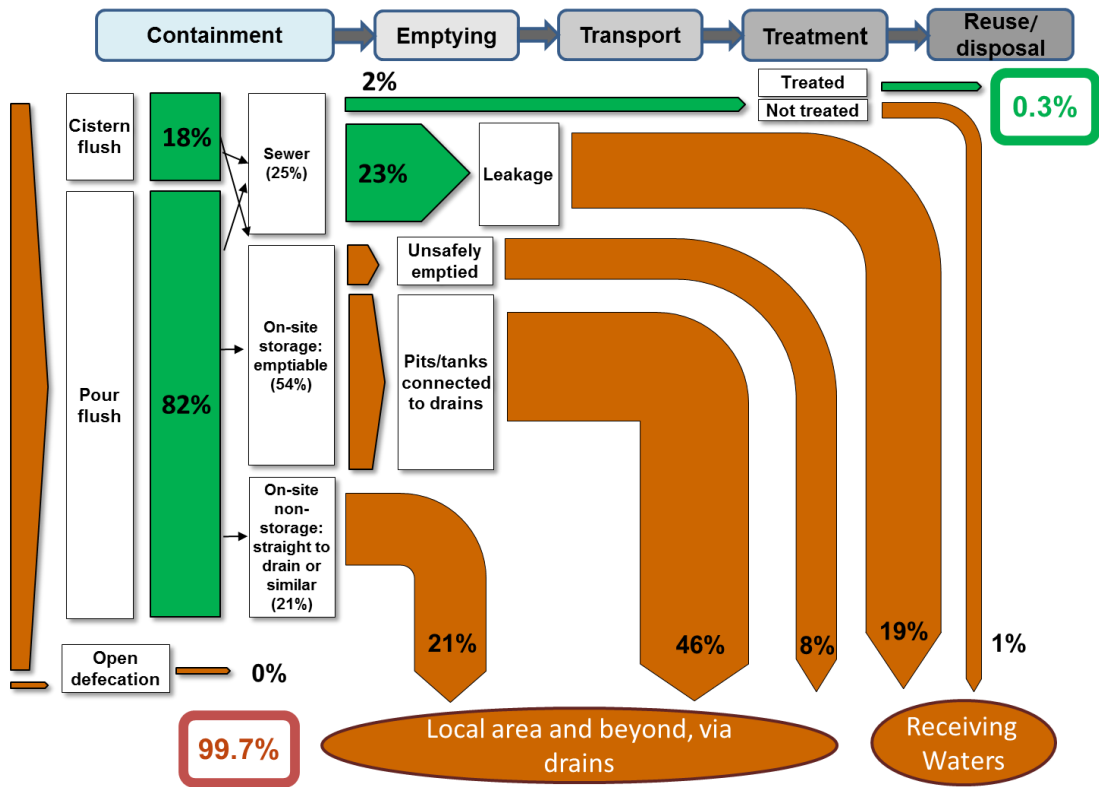 Containment
Emptying
Transport
Treatment
Reuse/
disposal
2%
Treated
Not treated
0.3%
Cistern
flush
18%
Sewer
(25%)
23%
Leakage
Unsafely
emptied
On-site
storage:
emptiable
(54%)
Pits/tanks
connected
to drains
Pour
flush
82%
On-site
non-
storage:
straight to
drain or
similar
(21%)
21%
46%
8%
19%
1%
Open
defecation
0%
99.7%
Local area and beyond, via
drains
Receiving
Waters